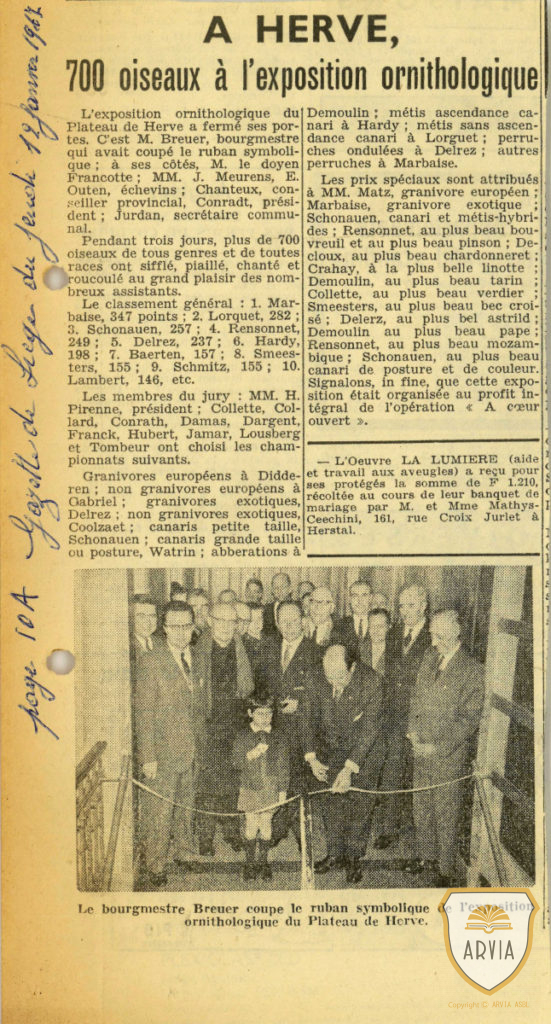 A HERVE,
700 oiseaux à l'exposition ornithologique
L'exposition ornithologique du
Plateau de Herve a fermé ses por-
tes. C'est M. Breuer, bourgmestre
qui avait coupé le ruban symboli-
que ; à ses côtés, M. le doyen
Francotte ; MM. J. Meurens, E.
Outen, échevins ; Chanteux, con-
seiller provincial, Conradt, prési-
dent ; Jurdan, secrétaire commu-
nal.
Pendant trois jours, plus de 700
oiseaux de tous genres et de toutes
races ont sifflé, piaillé, chanté et
roucoulé au grand plaisir des nom-
breux assistants.
Le classement général : 1. Mar-
baise, 347 points ; 2. Lorquet, 282 ;
3. Schonauen, 257 ; 4. Rensonnet,
249 ; 5. Delrez, 237 ; 6. Hardy,
198 ; 7. Baerten, 157 ; 8. Smees-
ters, 155 ; 9. Schmitz, 155 ; 10.
Lambert, 146, etc.
Les membres du jury : MM. H.
Pirenne, président ; Collette, Col-
lard, Conrath, Damas, Dargent,
Franck, Hubert, Jamar, Lousberg
et Tombeur ont choisi les cham-
pionnats suivants.
Granivores européens à Didde-
ren ; non granivores européens à
Gabriel ; granivores exotiques,
Delrez ; non granivores exotiques,
Coolzaet ; canaris petite taille,
Schonauen ; canaris grande taille
ou posture, Watrin ; abberations à
Demoulin ; métis ascendance ca-
nari à Hardy ; métis sans ascen-
dance canari à Lorguet ; perru-
ches ondulées à Delrez ; autres
perruches à Marbaise.
Les prix spéciaux sont attribués
à MM. Matz, granivore européen ;
Marbaise, granivore exotique ;
Schonauen, canari et métis-hybri-
des ; Rensonnet, au plus beau bou-
vreuil et au plus beau pinson ; De-
cloux, au plus beau chardonneret ;
Crahay, à la plus belle linotte ;
Demoulin, au plus beau tarin ;
Collette, au plus beau verdier ;
Smeesters, au plus beau bec croi-
sé ; Delerz, au plus bel astrild ;
Demoulin au plus beau pape ;
Rensonnet, au plus beau mozam-
bique ; Schonauen, au plus beau
canari de posture et de couleur.
Signalons, in fine, que cette expo-
sition était organisée au profit in-
tégral de l'opération « A cœur
ouvert ».
— L'Oeuvre LA LUMIERE (aide
et travail aux aveugles) a reçu pour
ses protégés la somme de F 1.210,
récoltée au cours de leur banquet de
mariage par M. et Mme Mathys-
Ceechini, 161, rue Croix Jurlet à
Herstal.
Le bourgmestre Breuer coupe le ruban symbolique de l'exposition
ornithologique du Plateau de Herve.
page 10 A Gazette de Liège du jeudi 12 janvier 1967
ARVIA
Copyright © ARVIA ASBL